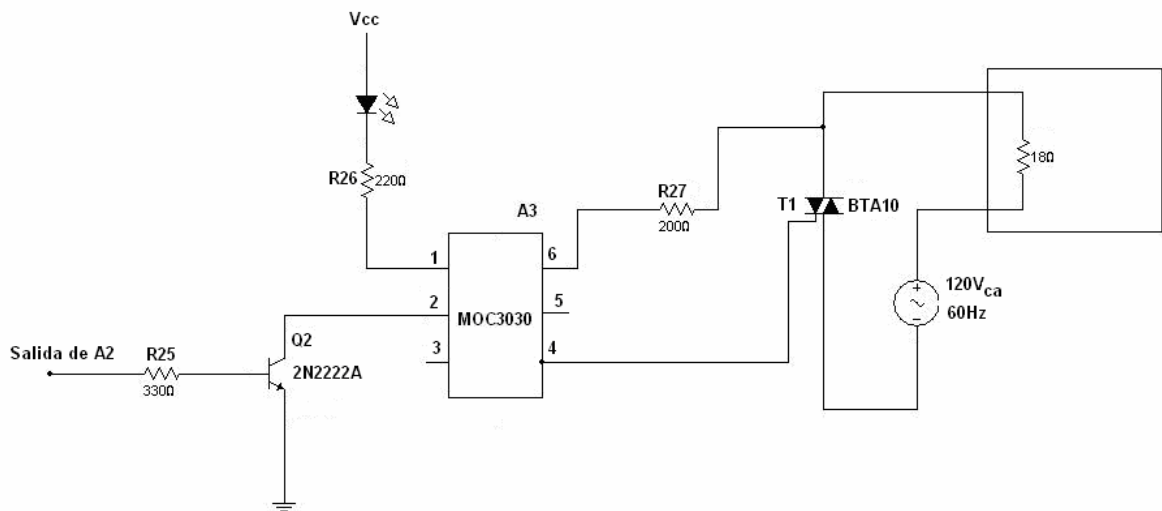 Vcc
R26
220Ω
A3
R27
200Ω
T1
BTA10
18Ω
1
6
2
5
3
4
MOC3030
120Vca
60Hz
Salida de A2
R25
330Ω
Q2
2N2222A